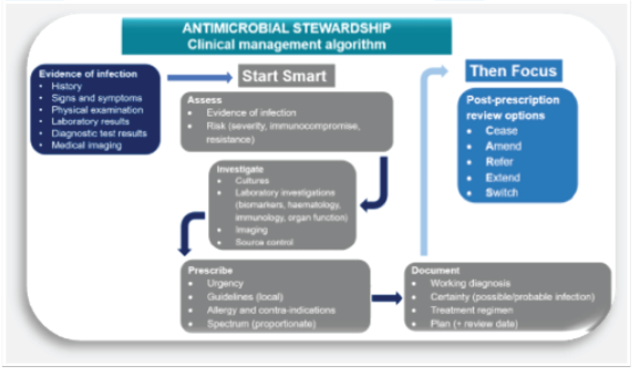 ANTIMICROBIAL STEWARDSHIP
Clinical management algorithm
Evidence of infection
• History
• Signs and symptoms
• Physical examination
• Laboratory results
• Diagnostic test results
• Medical imaging
Start Smart
Assess
• Evidence of infection
• Risk (severity, immunocompromise,
resistance)
Investigate
• Cultures
• Laboratory investigations
(biomarkers, haematology,
immunology, organ function)
• Imaging
• Source control
Prescribe
• Urgency
• Guidelines (local)
• Allergy and contra-indications
• Spectrum (proportionate)
Document
• Working diagnosis
• Certainty (possible/probable infection)
• Treatment regimen
• Plan (+ review date)
Then Focus
Post-prescription
review options
• Cease
• Amend
• Refer
• Extend
• Switch